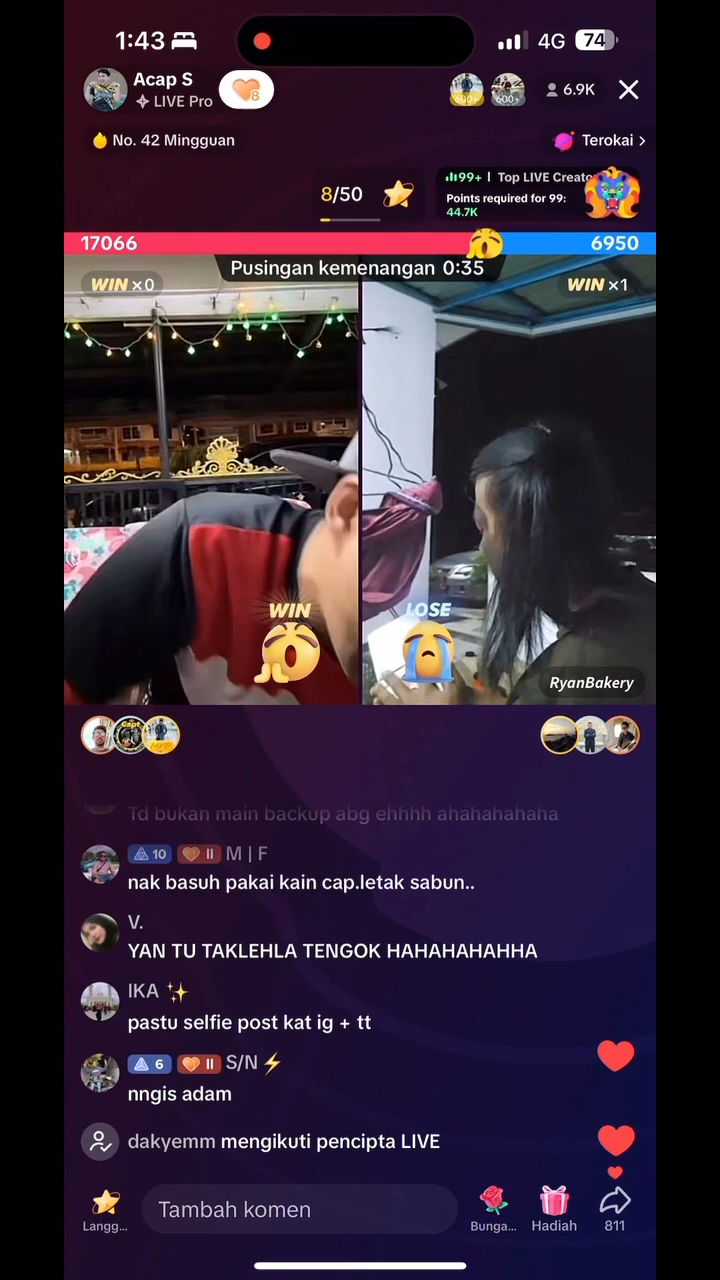 1:43
4G
74
Acap S
LIVE Pro
8
600+
600+
6.9K
No. 42 Mingguan
Terokai
8/50
99+ | Top LIVE Creato
Points required for 99:
44.7K
17066
6950
Pusingan kemenangan 0:35
WIN x0
WIN x1
WIN
LOSE
RyanBakery
Td bukan main backup abg ehhhh ahahahahaha
10 II M | F
nak basuh pakai kain cap.letak sabun..
V.
YAN TU TAKLEHLA TENGOK HAHAHAHAHHA
IKA
pastu selfie post kat ig + tt
6 II S/N
nngis adam
dakyemm mengikuti pencipta LIVE
Langg...
Tambah komen
Bunga...
Hadiah
811